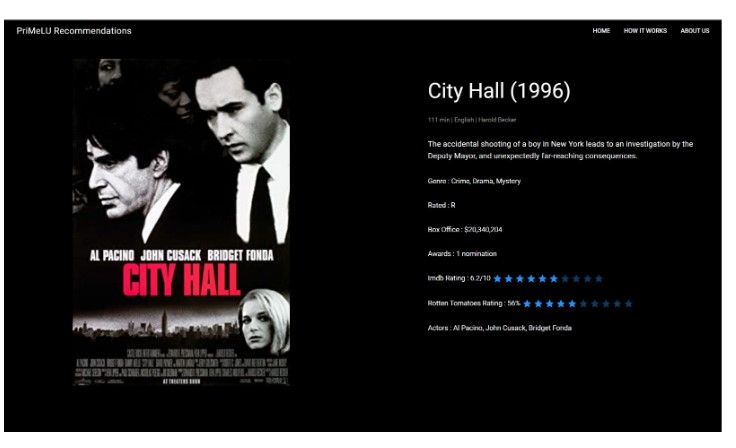 PriMeLU Recommendations
HOME HOW IT WORKS ABOUT US
City Hall (1996)
111 min | English | Harold Becker
The accidental shooting of a boy in New York leads to an investigation by the
Deputy Mayor, and unexpectedly far-reaching consequences.
Genre : Crime, Drama, Mystery
Rated : R
Box Office : $20,340,204
Awards : 1 nomination
Imdb Rating : 6.2/10
Rotten Tomatoes Rating : 56%
Actors : Al Pacino, John Cusack, Bridget Fonda
AL PACINO JOHN CUSACK BRIDGET FONDA
CITY HALL
AT THEATERS SOON